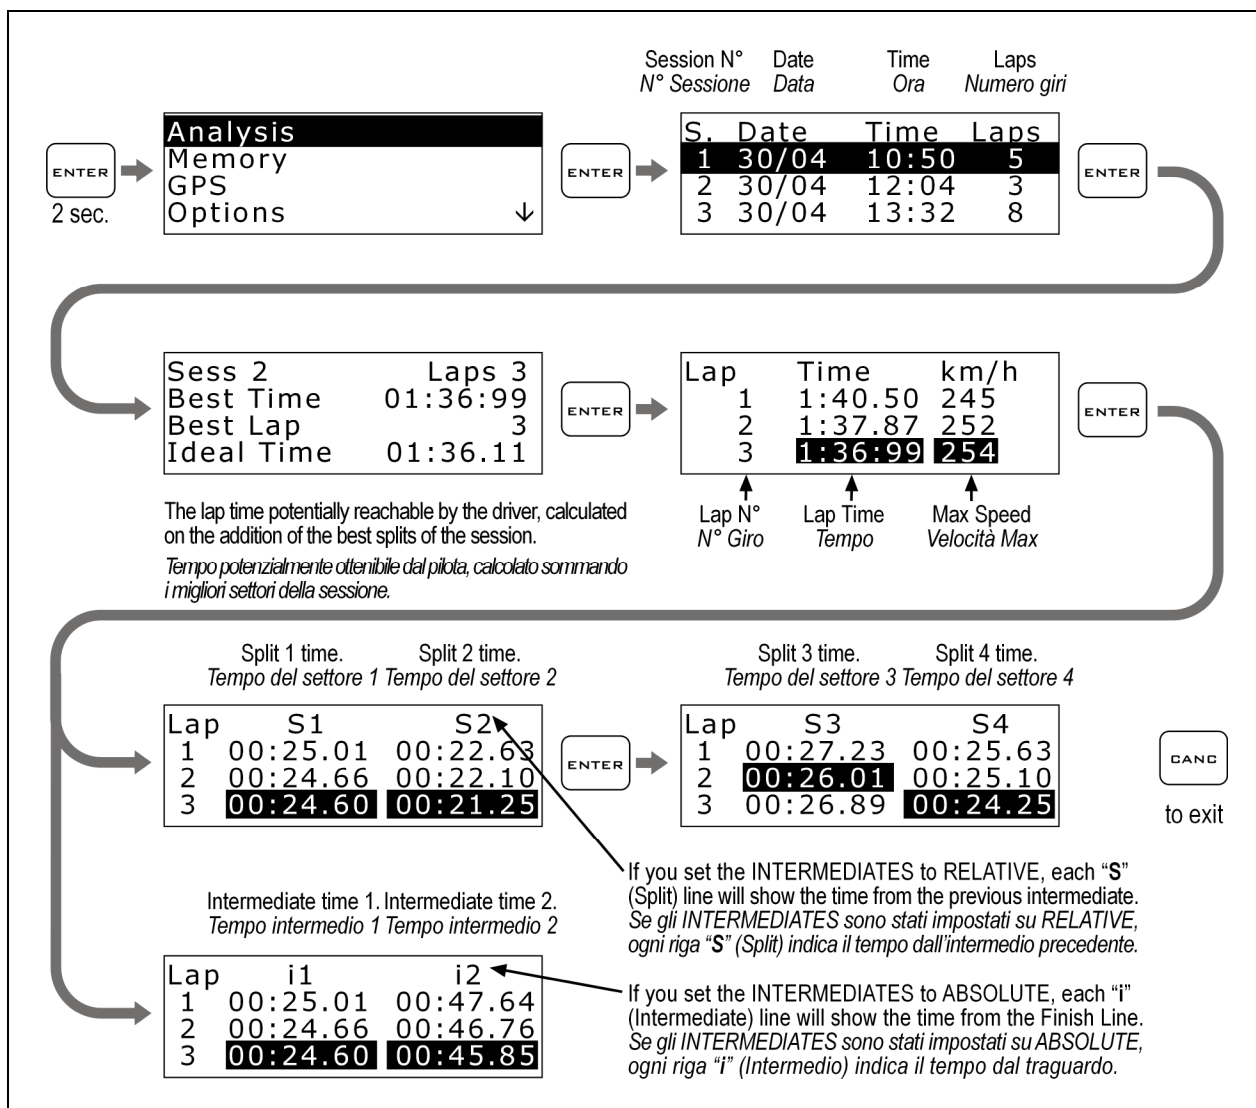 Session N° Date Time Laps
N° Sessione Data Ora Numero giri
ENTER
2 sec.
Analysis
Memory
GPS
Options ↓
ENTER
S. Date Time Laps
1 30/04 10:50 5
2 30/04 12:04 3
3 30/04 13:32 8
ENTER
Sess 2 Laps 3
Best Time 01:36:99
Best Lap 3
Ideal Time 01:36.11
ENTER
Lap Time km/h
1 1:40.50 245
2 1:37.87 252
3 1:36:99 254
ENTER
Lap N° Lap Time Max Speed
N° Giro Tempo Velocità Max
The lap time potentially reachable by the driver, calculated
on the addition of the best splits of the session.
Tempo potenzialmente ottenibile dal pilota, calcolato sommando
i migliori settori della sessione.
Split 1 time. Split 2 time.
Tempo del settore 1 Tempo del settore 2
Lap S1 S2
1 00:25.01 00:22.63
2 00:24.66 00:22.10
3 00:24.60 00:21.25
ENTER
Split 3 time. Split 4 time.
Tempo del settore 3 Tempo del settore 4
Lap S3 S4
1 00:27.23 00:25.63
2 00:26.01 00:25.10
3 00:26.89 00:24.25
CANC
to exit
If you set the INTERMEDIATES to RELATIVE, each “S”
(Split) line will show the time from the previous intermediate.
Se gli INTERMEDIATES sono stati impostati su RELATIVE,
ogni riga “S” (Split) indica il tempo dall’intermedio precedente.
Intermediate time 1. Intermediate time 2.
Tempo intermedio 1 Tempo intermedio 2
Lap i1 i2
1 00:25.01 00:47.64
2 00:24.66 00:46.76
3 00:24.60 00:45.85
If you set the INTERMEDIATES to ABSOLUTE, each “i”
(Intermediate) line will show the time from the Finish Line.
Se gli INTERMEDIATES sono stati impostati su ABSOLUTE,
ogni riga “i” (Intermedio) indica il tempo dal traguardo.